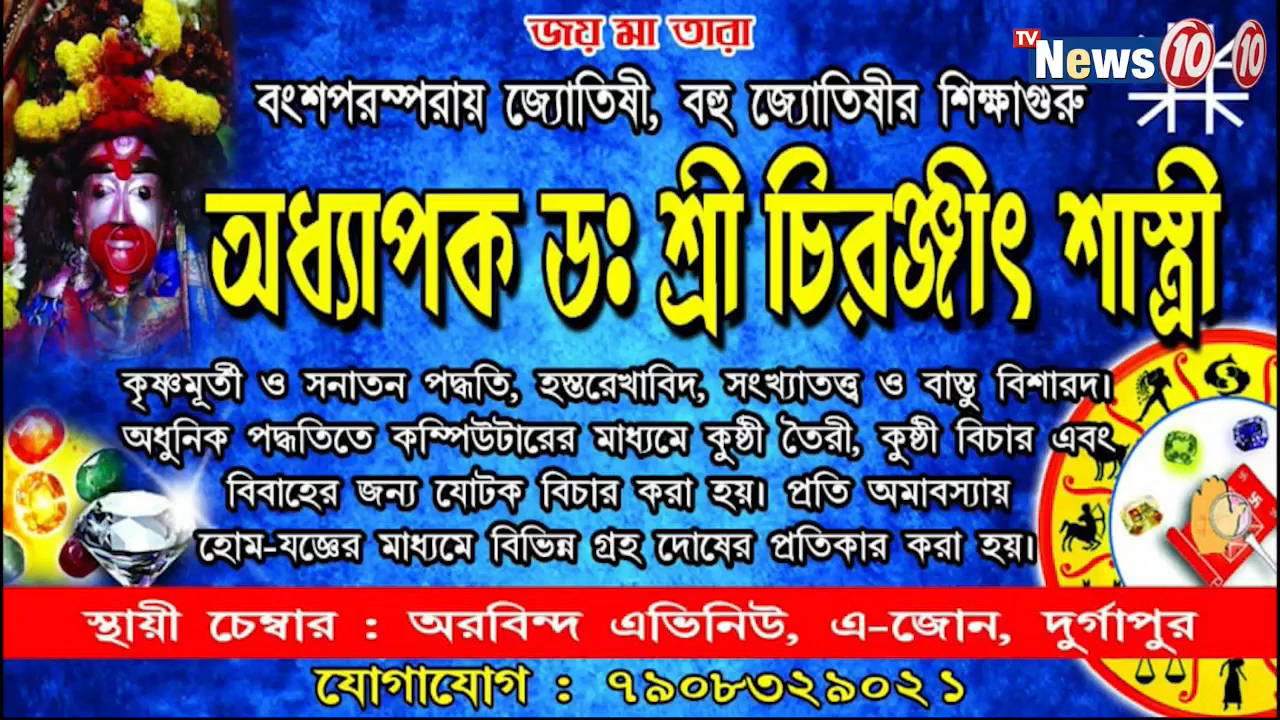 জয় মা তারা
TV News 10 10
বংশপরম্পরায় জ্যোতিষী, বহু জ্যোতিষীর শিক্ষাগুরু
অধ্যাপক ডঃ শ্রী চিরঞ্জীৎ শাস্ত্রী
কৃষ্ণমূর্তী ও সনাতন পদ্ধতি, হস্তরেখাবিদ, সংখ্যাতত্ত্ব ও বাস্তু বিশারদ।
অধুনিক পদ্ধতিতে কম্পিউটারের মাধ্যমে কুষ্ঠী তৈরী, কুষ্ঠী বিচার এবং
বিবাহের জন্য যোটক বিচার করা হয়। প্রতি অমাবস্যায়
হোম-যজ্ঞের মাধ্যমে বিভিন্ন গ্রহ দোষের প্রতিকার করা হয়।
স্থায়ী চেম্বার : অরবিন্দ এভিনিউ, এ-জোন, দুর্গাপুর
যোগাযোগ : ৭৯০৮৩২৯০২১